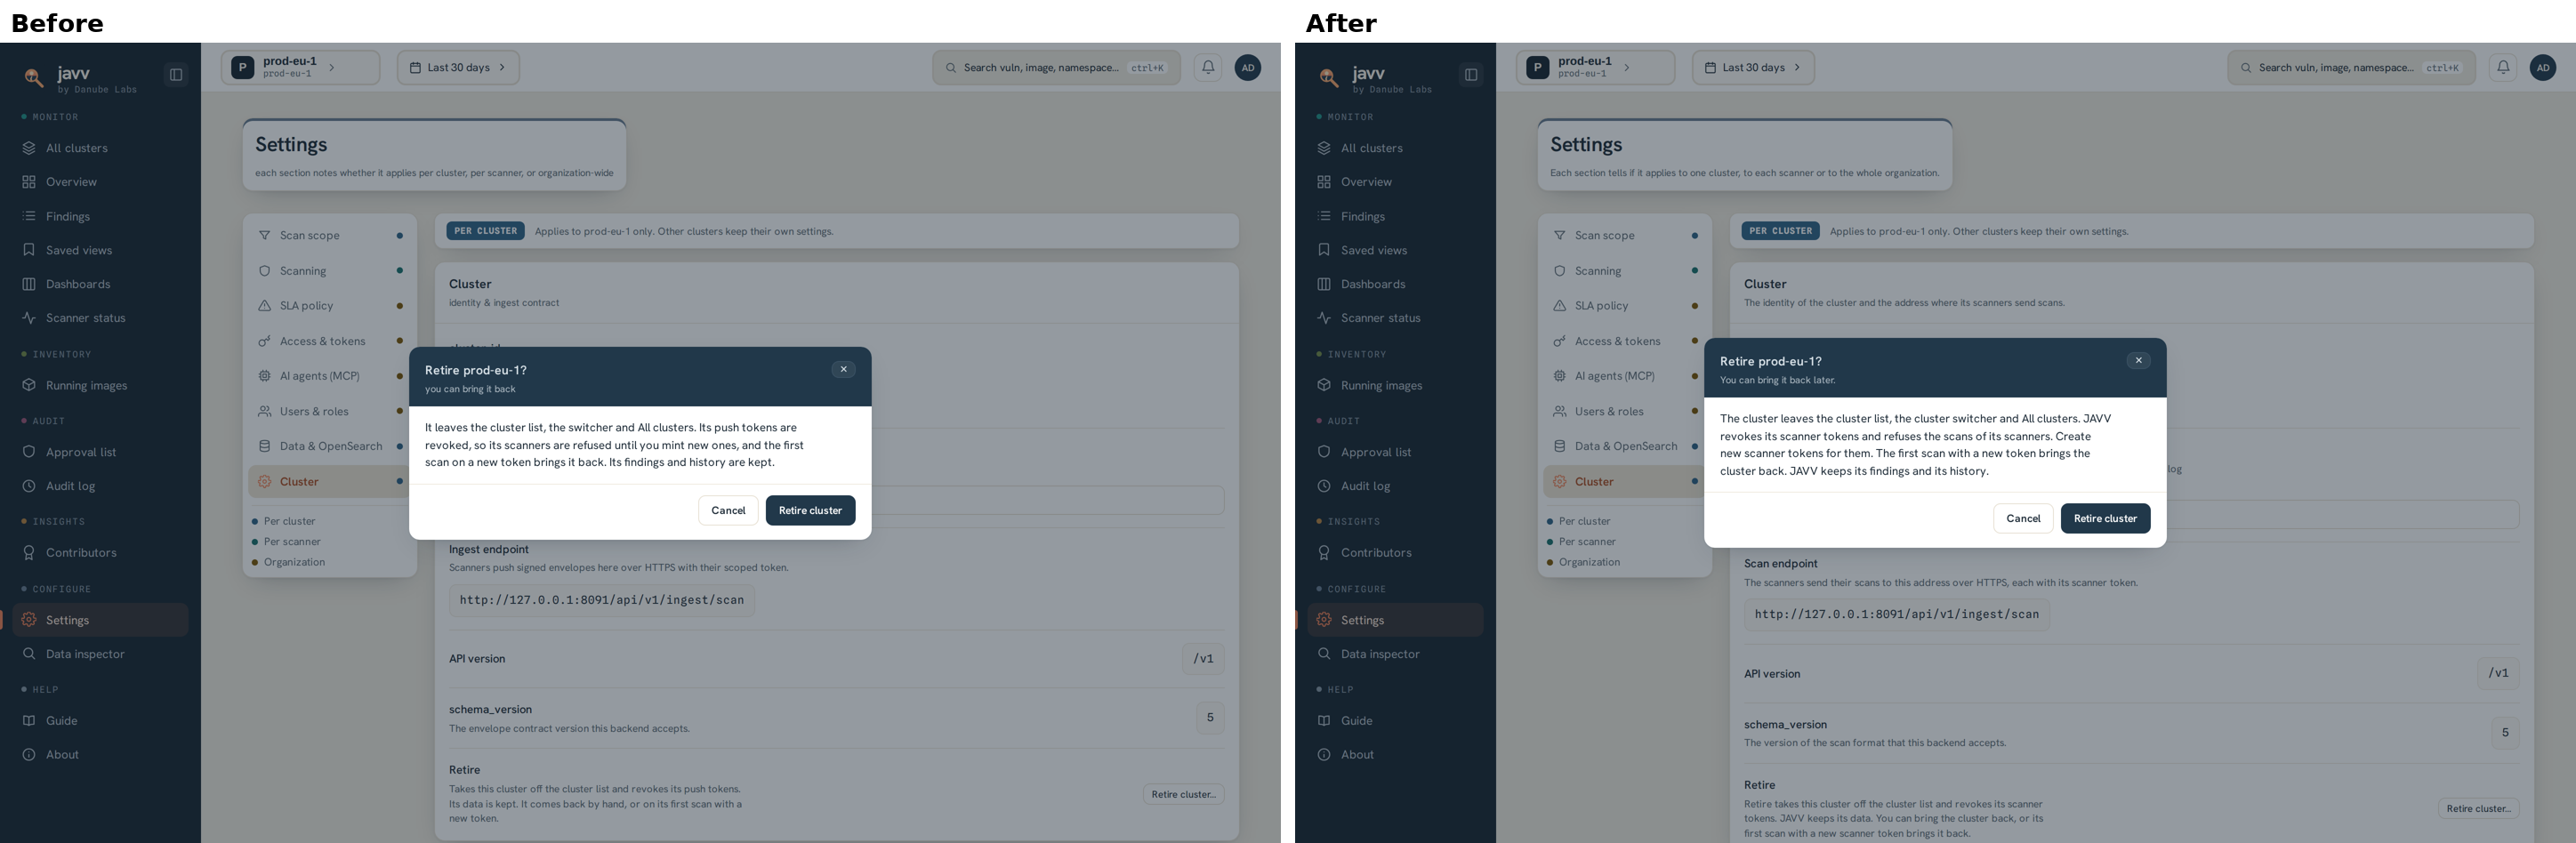 Before
javv
by Danube Labs
MONITOR
All clusters
Overview
Findings
Saved views
Dashboards
Scanner status
INVENTORY
Running images
AUDIT
Approval list
Audit log
INSIGHTS
Contributors
CONFIGURE
Settings
Data inspector
HELP
Guide
About
P
prod-eu-1
prod-eu-1
Last 30 days
Search vuln, image, namespace... ctrl+K
AD
Settings
each section notes whether it applies per cluster, per scanner, or organization-wide
Scan scope
Scanning
SLA policy
Access & tokens
AI agents (MCP)
Users & roles
Data & OpenSearch
Cluster
Per cluster
Per scanner
Organization
PER CLUSTER Applies to prod-eu-1 only. Other clusters keep their own settings.
Cluster
identity & ingest contract
Retire prod-eu-1?
you can bring it back
It leaves the cluster list, the switcher and All clusters. Its push tokens are
revoked, so its scanners are refused until you mint new ones, and the first
scan on a new token brings it back. Its findings and history are kept.
Cancel
Retire cluster
Ingest endpoint
Scanners push signed envelopes here over HTTPS with their scoped token.
http://127.0.0.1:8091/api/v1/ingest/scan
API version
/v1
schema_version
The envelope contract version this backend accepts.
5
Retire
Takes this cluster off the cluster list and revokes its push tokens.
Its data is kept. It comes back by hand, or on its first scan with a
new token.
Retire cluster...
After
javv
by Danube Labs
MONITOR
All clusters
Overview
Findings
Saved views
Dashboards
Scanner status
INVENTORY
Running images
AUDIT
Approval list
Audit log
INSIGHTS
Contributors
CONFIGURE
Settings
Data inspector
HELP
Guide
About
P
prod-eu-1
prod-eu-1
Last 30 days
Search vuln, image, namespace... ctrl+K
AD
Settings
Each section tells if it applies to one cluster, to each scanner or to the whole organization.
Scan scope
Scanning
SLA policy
Access & tokens
AI agents (MCP)
Users & roles
Data & OpenSearch
Cluster
Per cluster
Per scanner
Organization
PER CLUSTER Applies to prod-eu-1 only. Other clusters keep their own settings.
Cluster
The identity of the cluster and the address where its scanners send scans.
Retire prod-eu-1?
You can bring it back later.
The cluster leaves the cluster list, the cluster switcher and All clusters. JAVV
revokes its scanner tokens and refuses the scans of its scanners. Create
new scanner tokens for them. The first scan with a new token brings the
cluster back. JAVV keeps its findings and its history.
log
Cancel
Retire cluster
Scan endpoint
The scanners send their scans to this address over HTTPS, each with its scanner token.
http://127.0.0.1:8091/api/v1/ingest/scan
API version
/v1
schema_version
The version of the scan format that this backend accepts.
5
Retire
Retire takes this cluster off the cluster list and revokes its scanner
tokens. JAVV keeps its data. You can bring the cluster back, or its
first scan with a new scanner token brings it back.
Retire cluster...